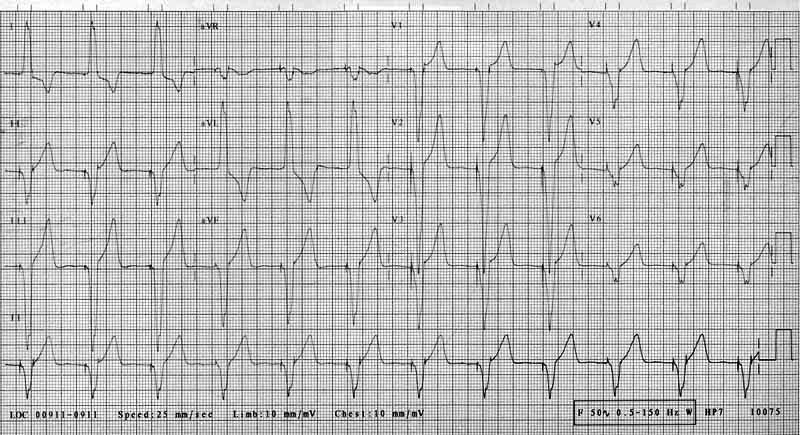 I aVR V1 V4
II aVL V2 V5
III aVF V3 V6
II
LDC 00911-0911 Speed:25 mm/sec Limb:10 mm/mV Chest:10 mm/mV F 50~ 0.5-150 Hz W HP7 10075